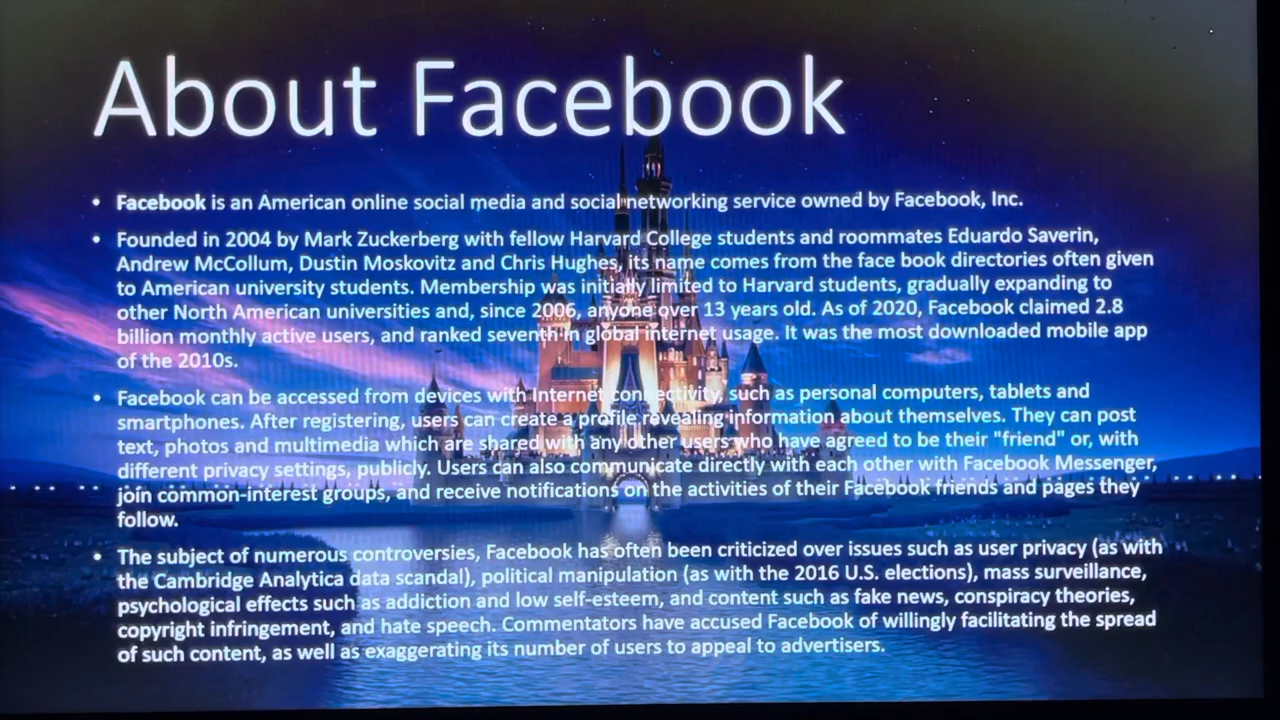 About Facebook
• Facebook is an American online social media and social networking service owned by Facebook, Inc.
• Founded in 2004 by Mark Zuckerberg with fellow Harvard College students and roommates Eduardo Saverin,
Andrew McCollum, Dustin Moskovitz and Chris Hughes, its name comes from the face book directories often given
to American university students. Membership was initially limited to Harvard students, gradually expanding to
other North American universities and, since 2006, anyone over 13 years old. As of 2020, Facebook claimed 2.8
billion monthly active users, and ranked seventh in global internet usage. It was the most downloaded mobile app
of the 2010s.
• Facebook can be accessed from devices with Internet connectivity, such as personal computers, tablets and
smartphones. After registering, users can create a profile revealing information about themselves. They can post
text, photos and multimedia which are shared with any other users who have agreed to be their "friend" or, with
different privacy settings, publicly. Users can also communicate directly with each other with Facebook Messenger,
join common-interest groups, and receive notifications on the activities of their Facebook friends and pages they
follow.
• The subject of numerous controversies, Facebook has often been criticized over issues such as user privacy (as with
the Cambridge Analytica data scandal), political manipulation (as with the 2016 U.S. elections), mass surveillance,
psychological effects such as addiction and low self-esteem, and content such as fake news, conspiracy theories,
copyright infringement, and hate speech. Commentators have accused Facebook of willingly facilitating the spread
of such content, as well as exaggerating its number of users to appeal to advertisers.